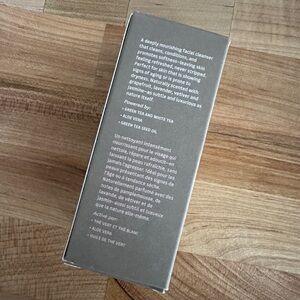 A deeply nourishing facial cleanser
that cleans, conditions, and
promotes softness–leaving skin
feeling refreshed, never stripped.
Perfect for skin that is showing
signs of aging or is prone to
dryness. Naturally scented with
grapefruit, lavender, vetiver and
jasmine–as subtle and luxurious as
nature itself.
Powered by:
• GREEN TEA AND WHITE TEA
• ALOE VERA
• GREEN TEA SEED OIL
Un nettoyant intensément
nourrissant pour le visage qui
nettoie, répare et adoucit–en
laissant la peau rafraîchie, sans
jamais l'agresser. Idéal pour les
peaux présentant des signes de
l'âge ou à tendance sèche.
Naturellement parfumé avec des
notes de pamplemousse, de
lavande, de vétiver et de
jasmin–aussi subtil et luxueux
que la nature elle-même.
Activé par:
• THÉ VERT ET THÉ BLANC
• ALOE VERA
• HUILE DE THÉ VERT